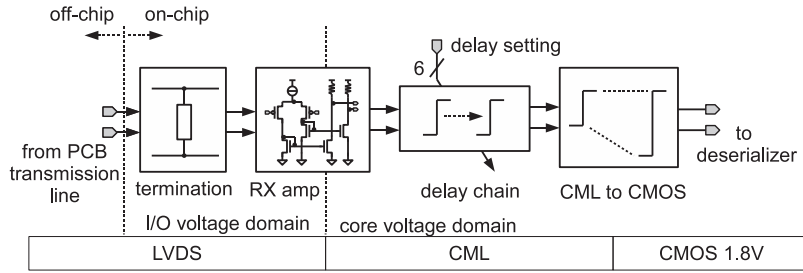 off-chip
on-chip
delay setting
6
from PCB
transmission
line
termination
RX amp
delay chain
CML to CMOS
to
deserializer
I/O voltage domain
core voltage domain
LVDS
CML
CMOS 1.8V